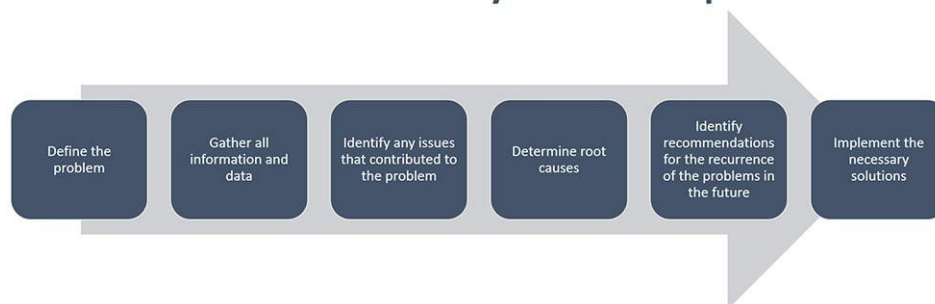 Define the
problem
Gather all
information and
data
Identify any issues
that contributed to
the problem
Determine root
causes
Identify
recommendations
for the recurrence
of the problems in
the future
Implement the
necessary
solutions